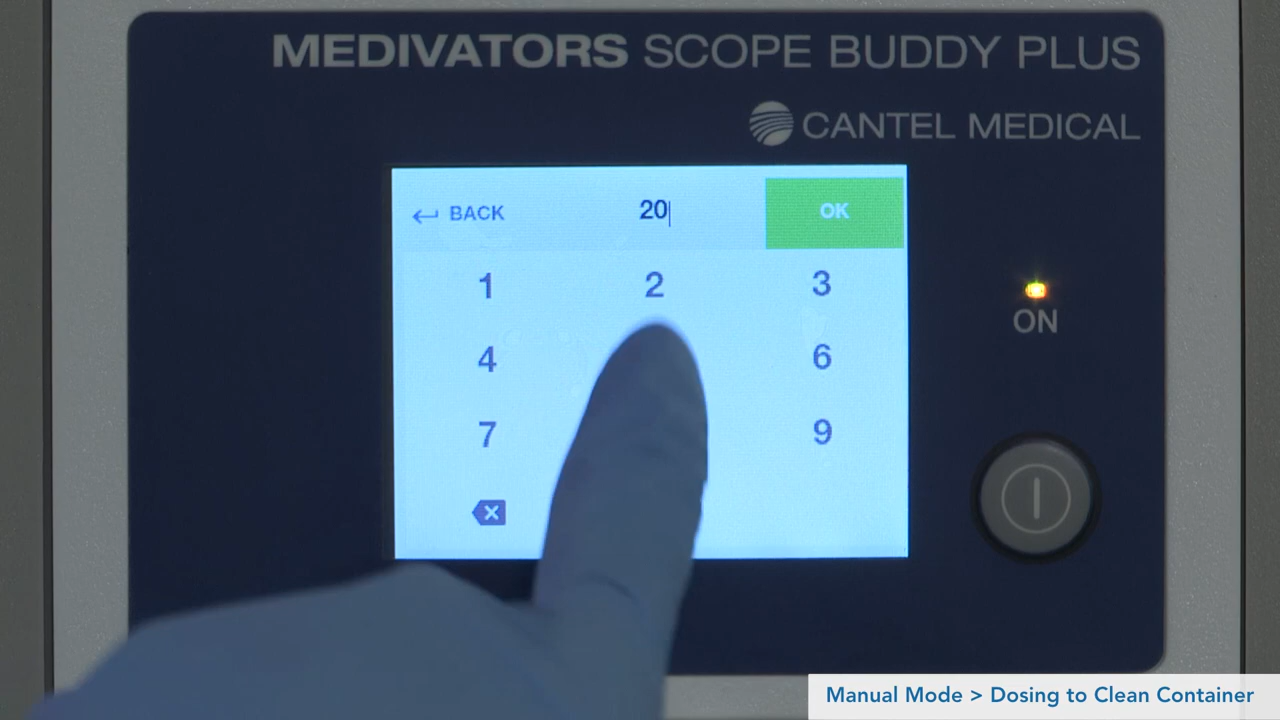 MEDIVATORS SCOPE BUDDY PLUS
CANTEL MEDICAL
BACK 20 OK
1 2 3
4 6
7 9
ON
Manual Mode > Dosing to Clean Container